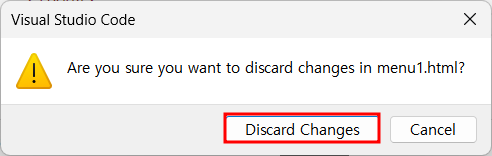 Visual Studio Code
Are you sure you want to discard changes in menu1.html?
Discard Changes
Cancel